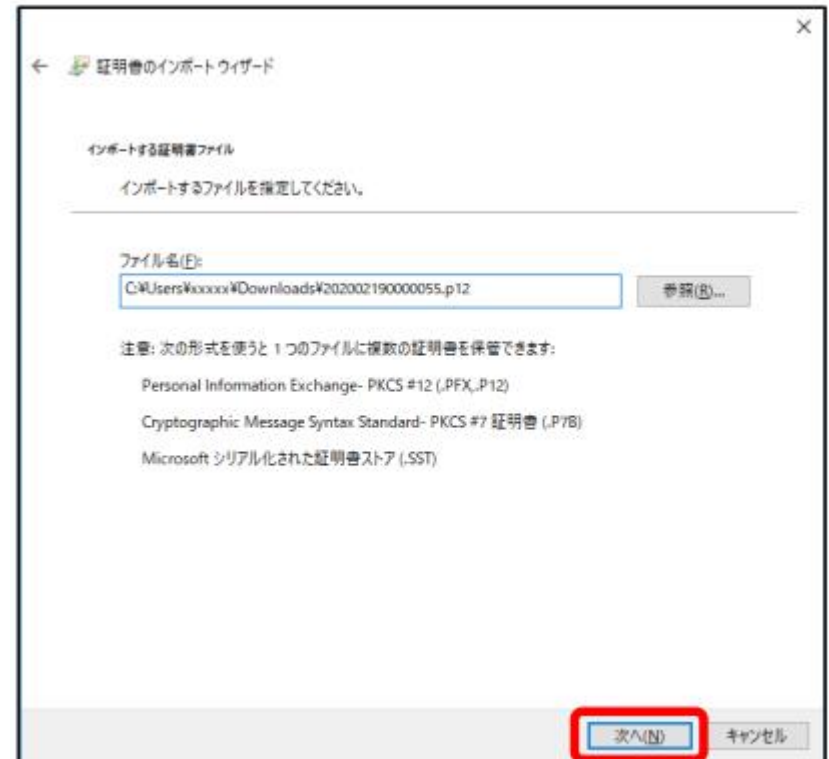 証明書のインポート ウィザード
インポートする証明書ファイル
インポートするファイルを指定してください。
ファイル名(F):
C:¥Users¥xxxxx¥Downloads¥202002190000055.p12
参照(R)...
注意: 次の形式を使うと 1 つのファイルに複数の証明書を保管できます:
Personal Information Exchange- PKCS #12 (.PFX,.P12)
Cryptographic Message Syntax Standard- PKCS #7 証明書 (.P7B)
Microsoft シリアル化された証明書ストア (.SST)
次へ(N)
キャンセル